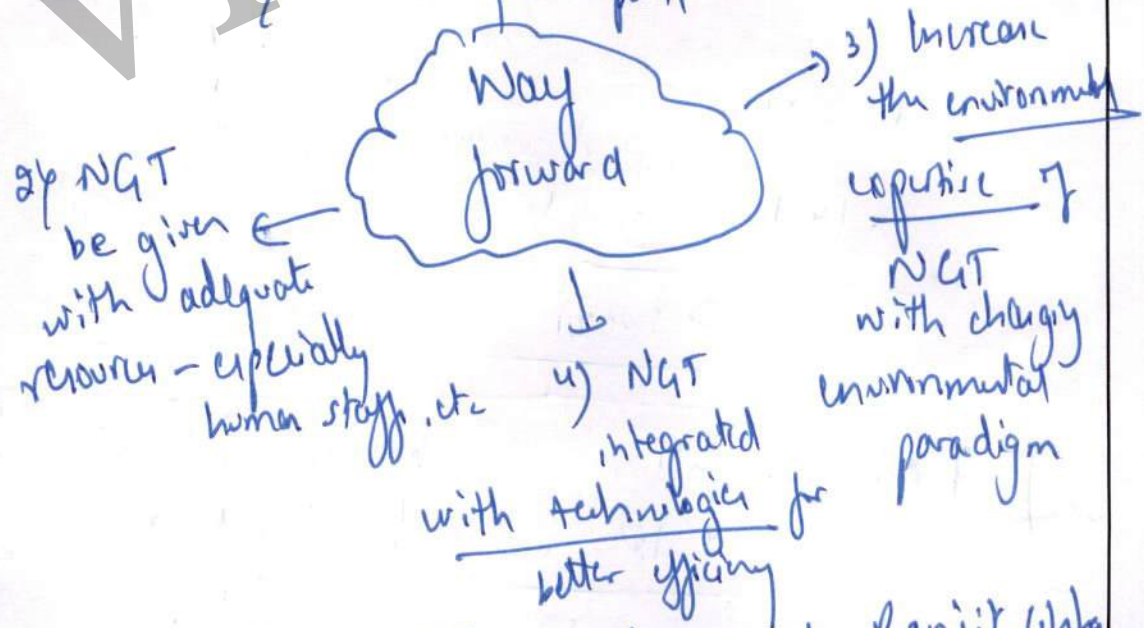 Way
forward
2) NGT
be given
with adequate
resources - especially
human staff, etc
3) Increase
the environmental
expertise of
NGT
with changing
environmental
paradigm
4) NGT
integrated
with technologies for
better efficiency